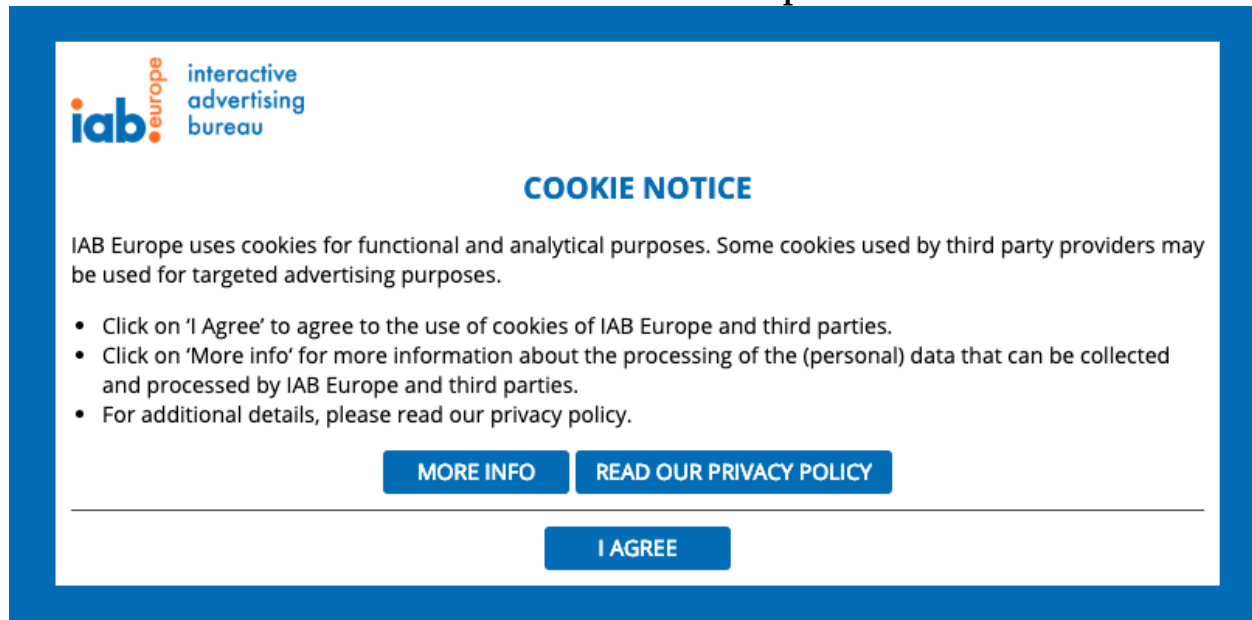 iab europe
interactive
advertising
bureau
COOKIE NOTICE
IAB Europe uses cookies for functional and analytical purposes. Some cookies used by third party providers may
be used for targeted advertising purposes.
• Click on ‘I Agree’ to agree to the use of cookies of IAB Europe and third parties.
• Click on ‘More info‘ for more information about the processing of the (personal) data that can be collected
and processed by IAB Europe and third parties.
• For additional details, please read our privacy policy.
MORE INFO
READ OUR PRIVACY POLICY
I AGREE